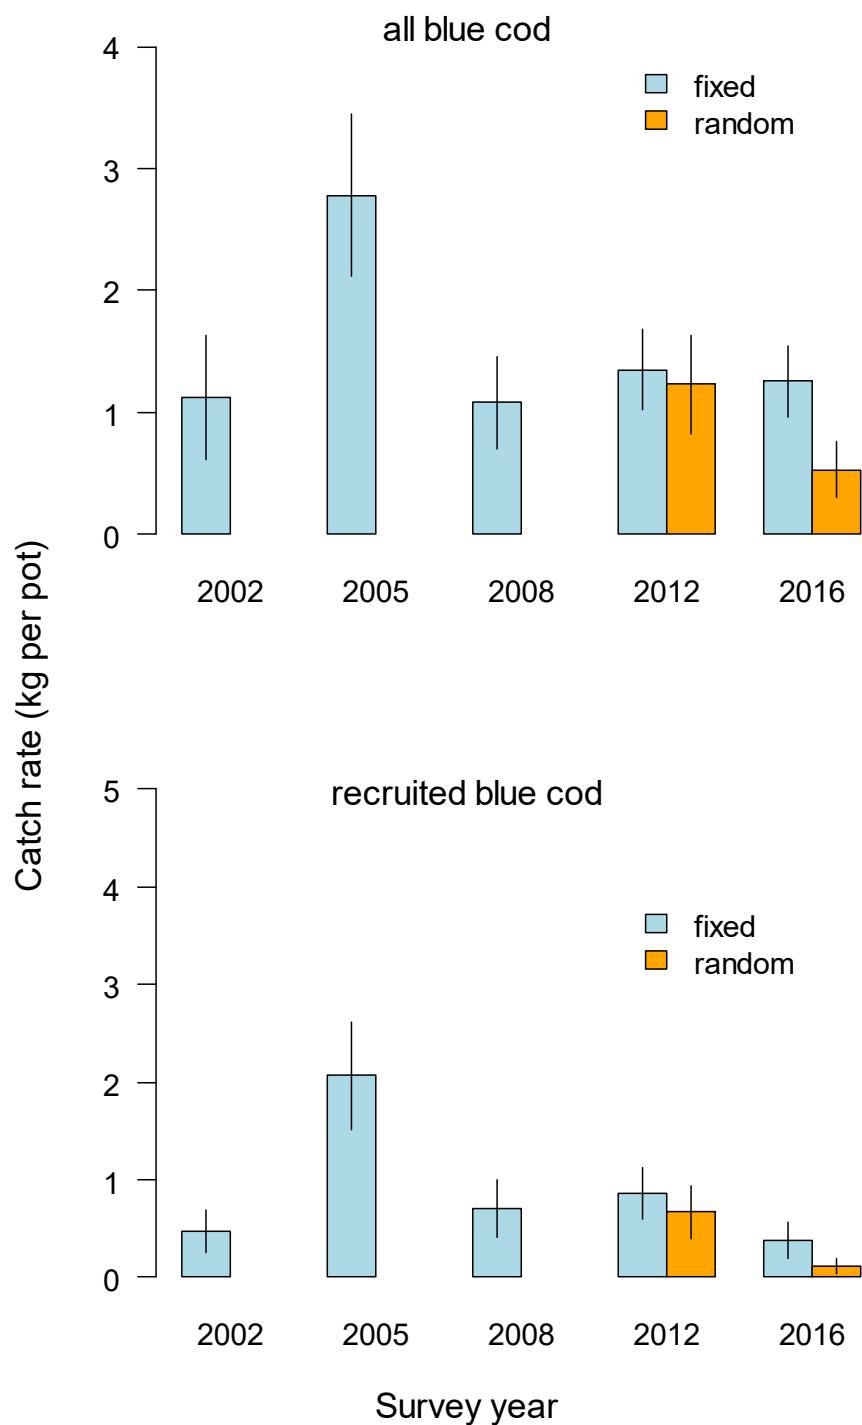 all blue cod
4
3
2
1
0
fixed
random
2002 2005 2008 2012 2016
Catch rate (kg per pot)
recruited blue cod
5
4
3
2
1
0
fixed
random
2002 2005 2008 2012 2016
Survey year